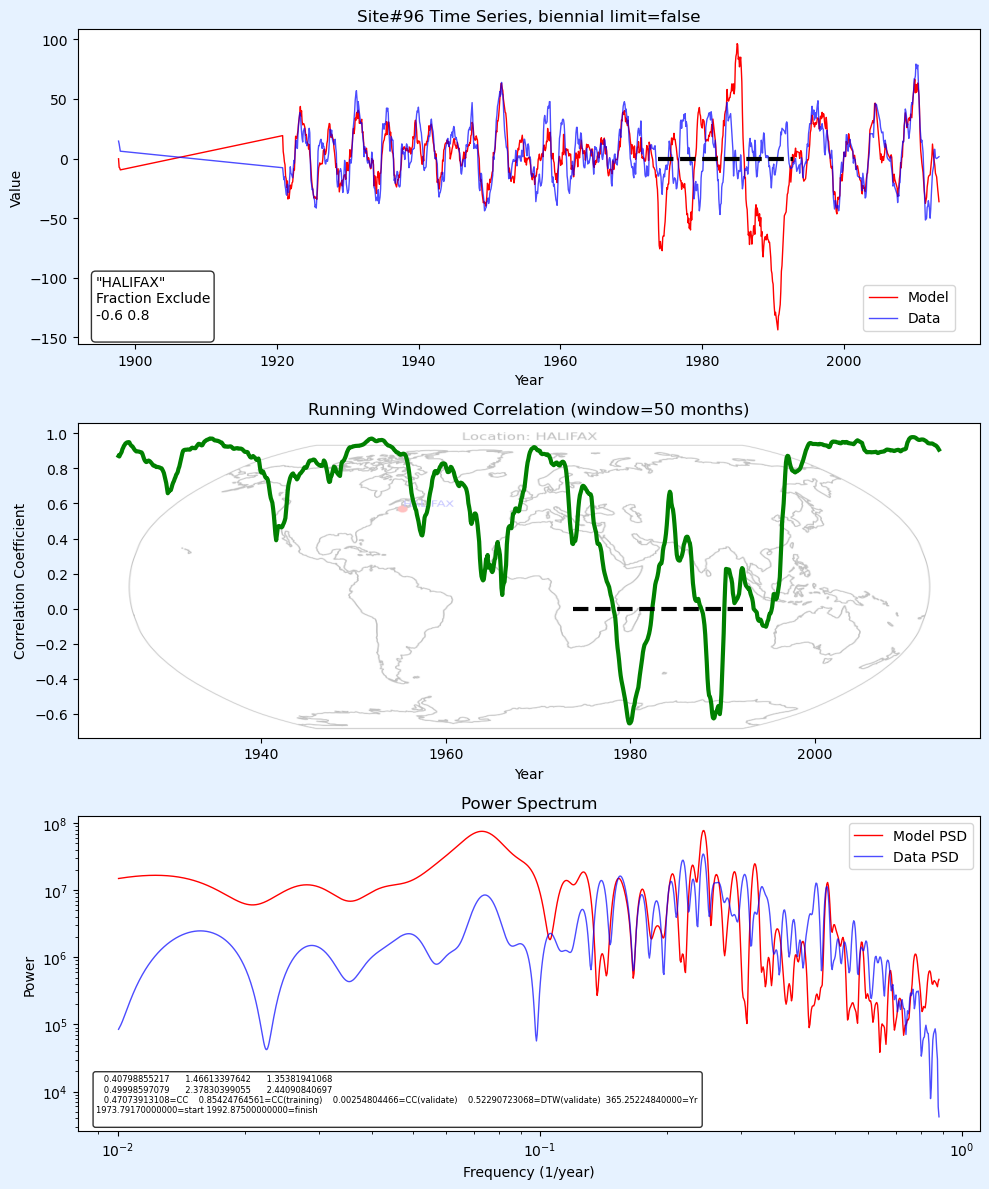 Site#96 Time Series, biennial limit=false
100
50
0
−50
−100
−150
Value
"HALIFAX"
Fraction Exclude
-0.6 0.8
Model
Data
1900
1920
1940
1960
1980
2000
Year
Running Windowed Correlation (window=50 months)
Location: HALIFAX
HALIFAX
1.0
0.8
0.6
0.4
0.2
0.0
−0.2
−0.4
−0.6
Correlation Coefficient
1940
1960
1980
2000
Year
Power Spectrum
10^8
10^7
10^6
10^5
10^4
Power
Model PSD
Data PSD
0.40798855217 1.46613397642 1.35381941068
0.49998597079 2.37830399055 2.44090840697
0.47073913108=CC 0.85424764561=CC(training) 0.00254804466=CC(validate) 0.52290723068=DTW(validate) 365.25224840000=Yr
1973.79170000000=start 1992.87500000000=finish
10^−2
10^−1
10^0
Frequency (1/year)